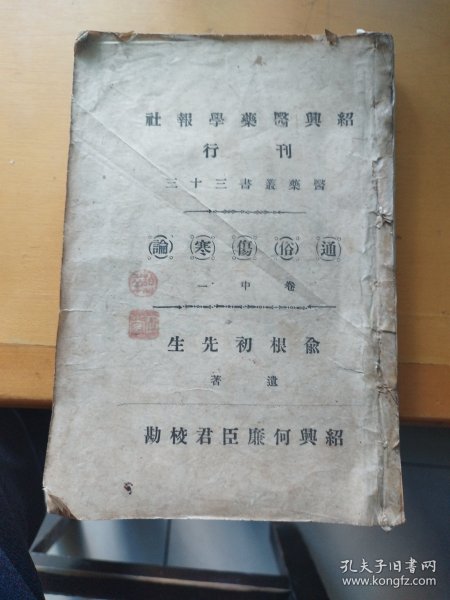 紹興醫藥學報社
刊行
醫藥叢書三十三
通俗傷寒論
卷中一
俞根初先生
遺著
紹興何廉臣君校勘
孔夫子旧书网
www.kongfz.com